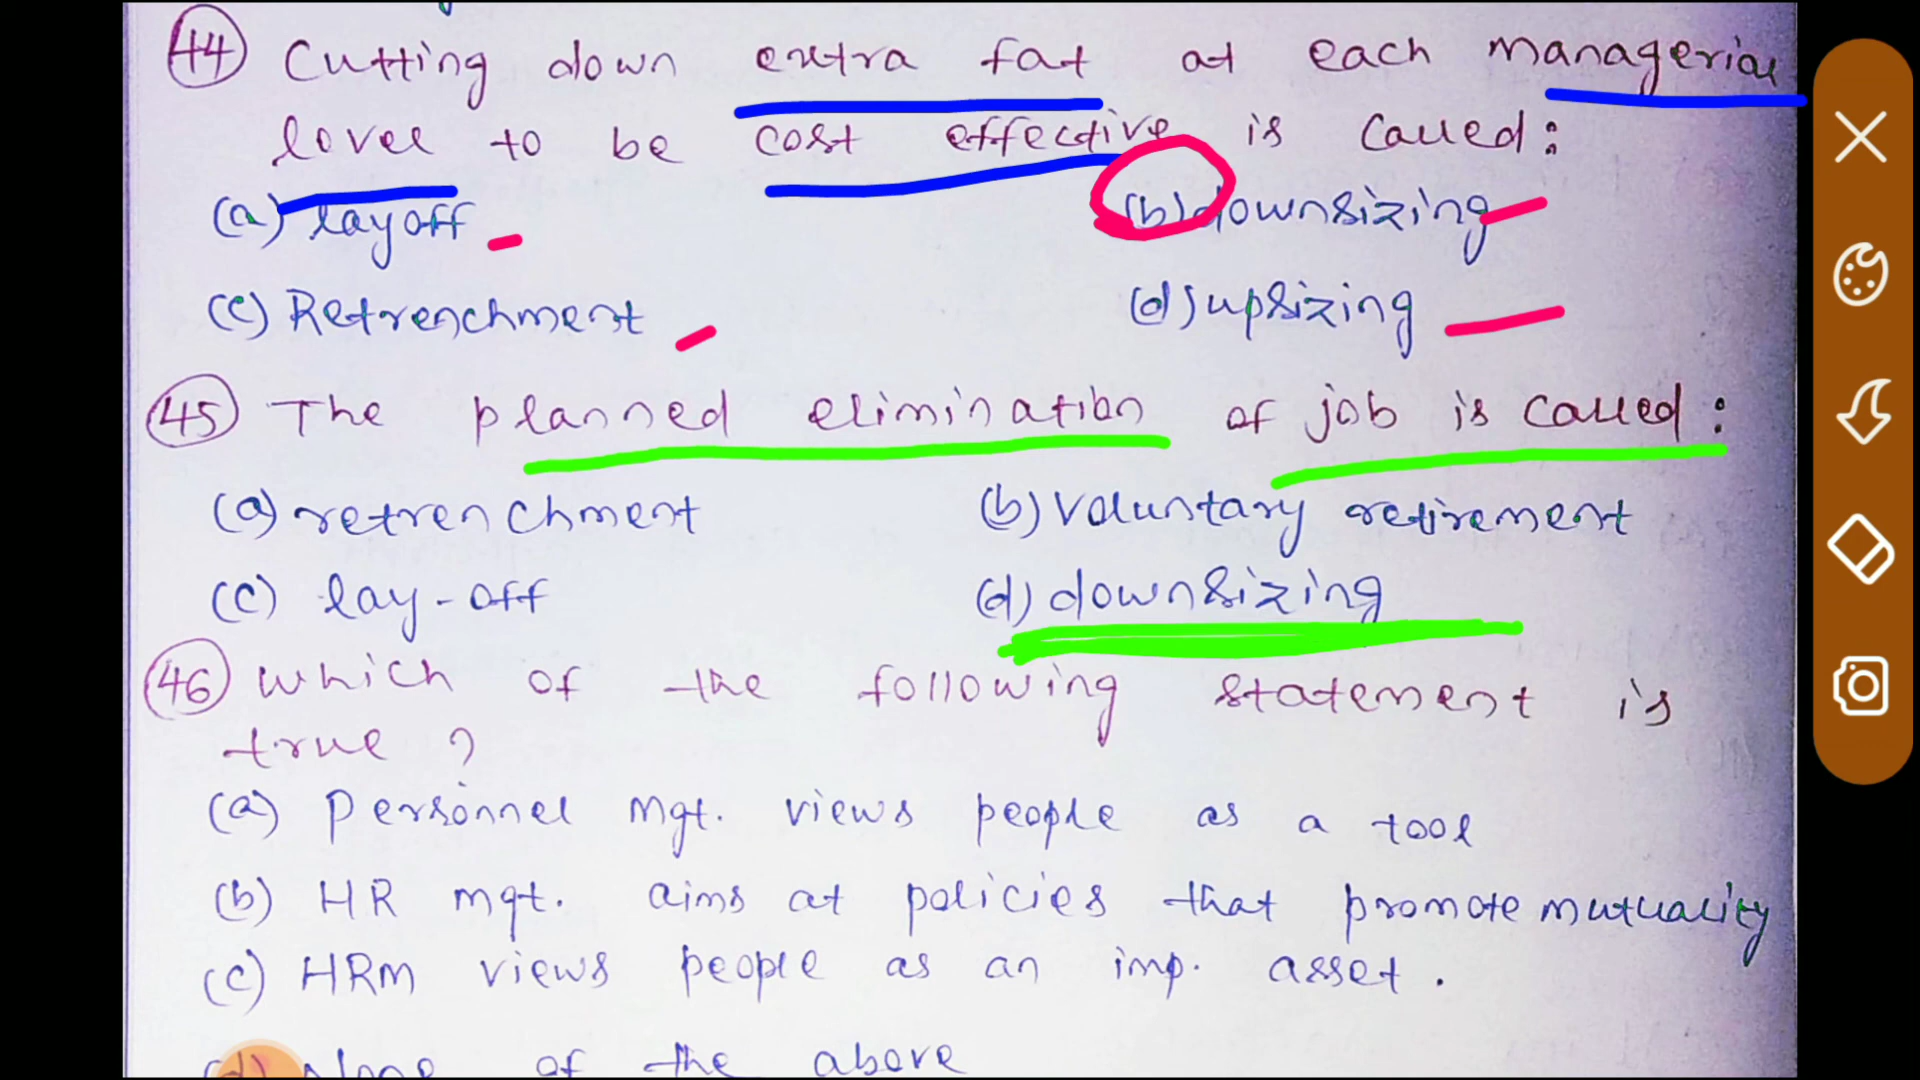 44 Cutting down extra fat at each managerial
level to be cost effective is called:
(a) layoff (b) downsizing
(c) Retrenchment (d) upsizing
45 The planned elimination of job is called:
(a) retrenchment (b) voluntary retirement
(c) lay-off (d) downsizing
46 which of the following statement is
true ?
(a) Personnel mgt. views people as a tool
(b) HR mgt. aims at policies that promote mutuality
(c) HRM views people as an imp. asset.
(d) None of the above